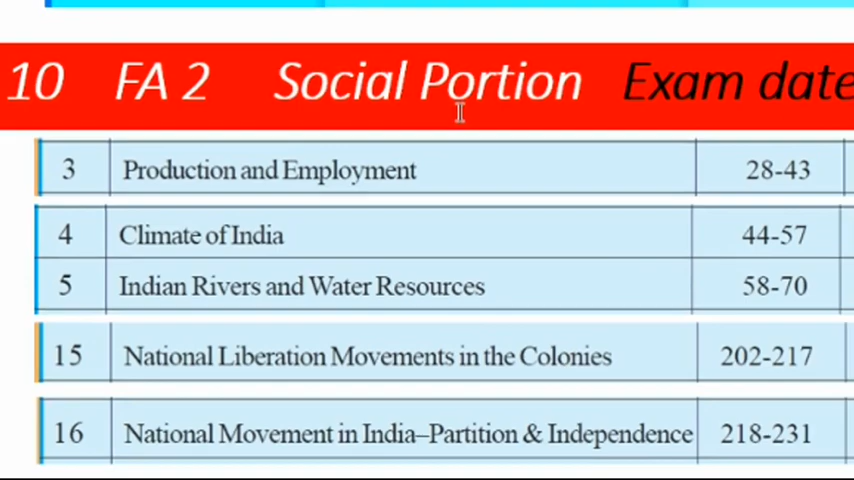 10 FA 2 Social Portion Exam date
3 Production and Employment 28-43
4 Climate of India 44-57
5 Indian Rivers and Water Resources 58-70
15 National Liberation Movements in the Colonies 202-217
16 National Movement in India–Partition & Independence 218-231